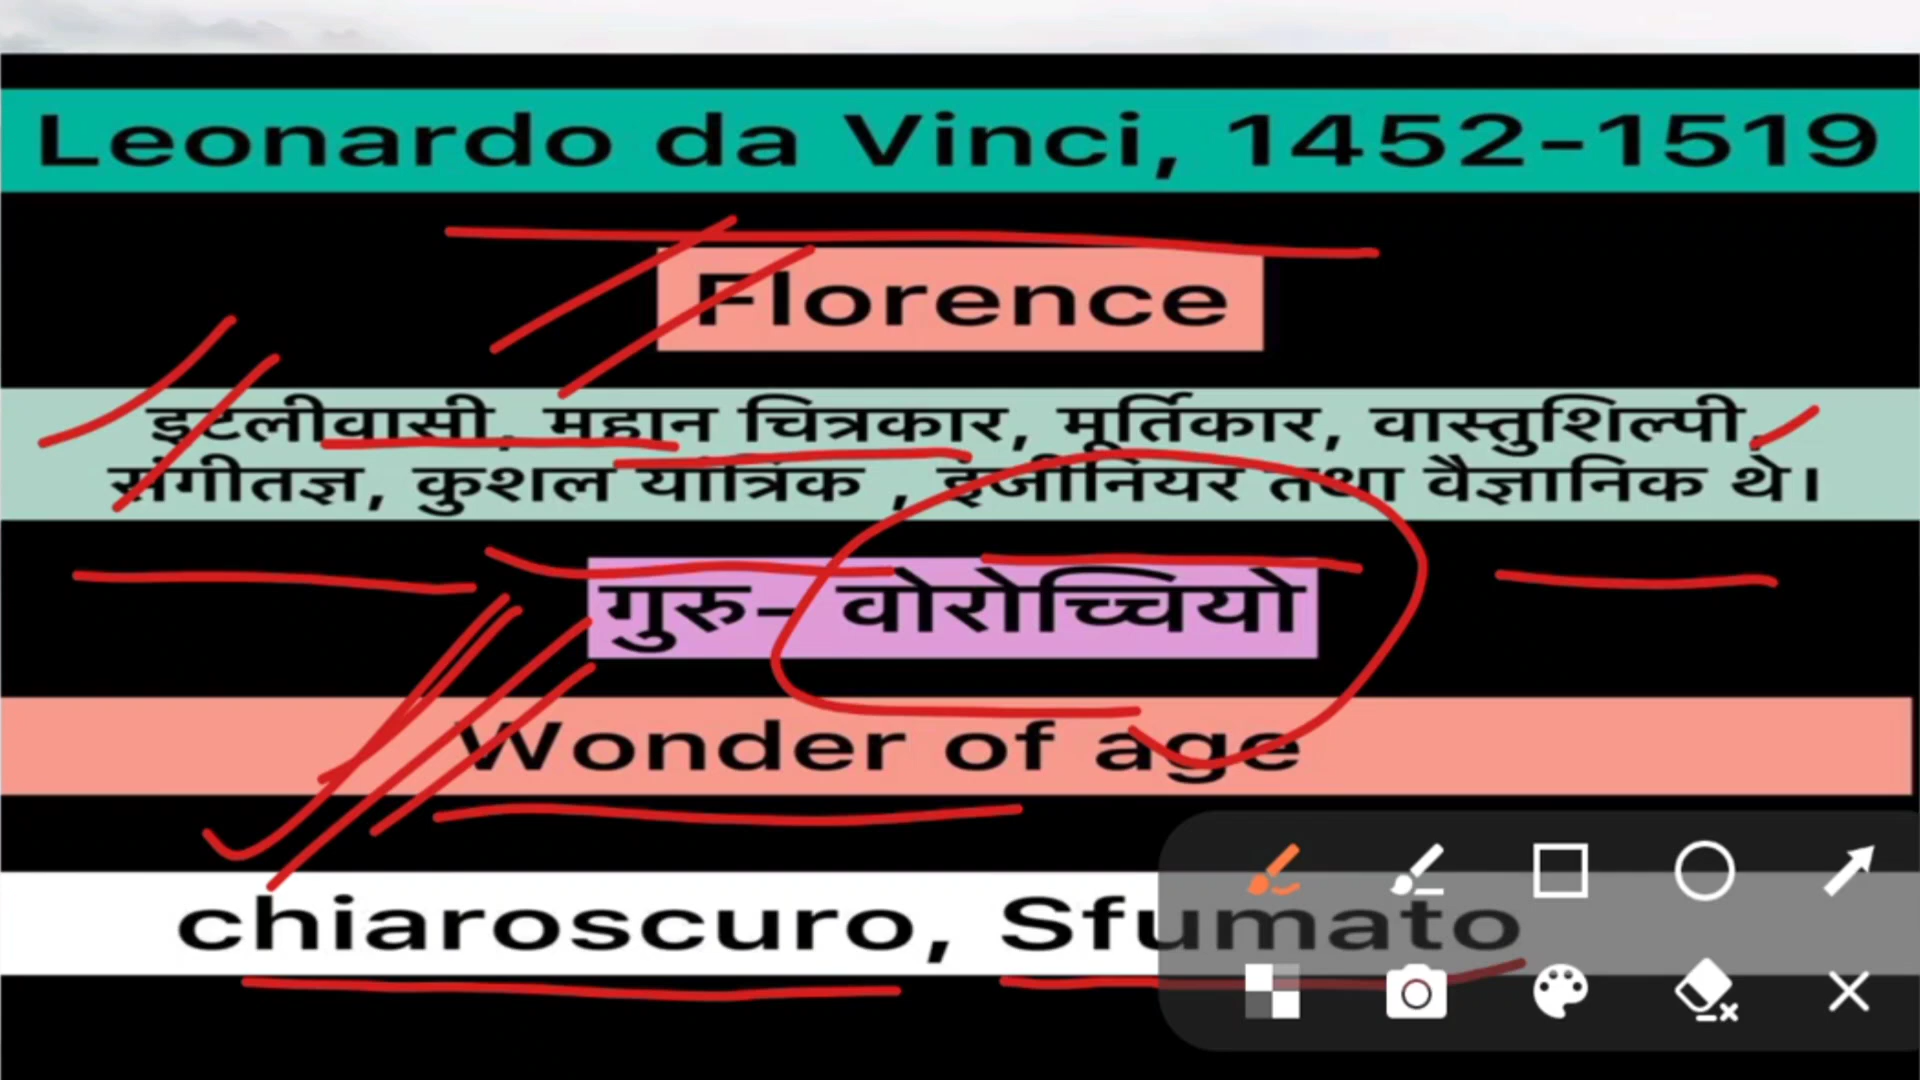 Leonardo da Vinci, 1452-1519
Florence
इटलीवासी, महान चित्रकार, मूर्तिकार, वास्तुशिल्पी,
संगीतज्ञ, कुशल यांत्रिक , इंजीनियर तथा वैज्ञानिक थे।
गुरु- वोरोच्चियो
Wonder of age
chiaroscuro, Sfumato